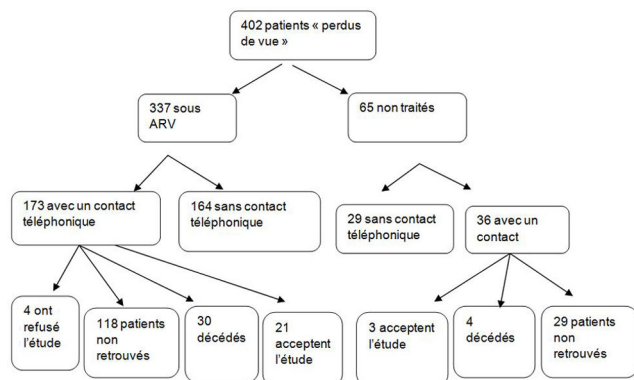 402 patients « perdus
de vue »
337 sous
ARV
65 non traités
173 avec un contact
téléphonique
164 sans contact
téléphonique
29 sans contact
téléphonique
36 avec un
contact
4 ont
refusé
l'étude
118 patients
non
retrouvés
30
décédés
21
acceptent
l'étude
3 acceptent
l'étude
4
décédés
29 patients
non
retrouvés